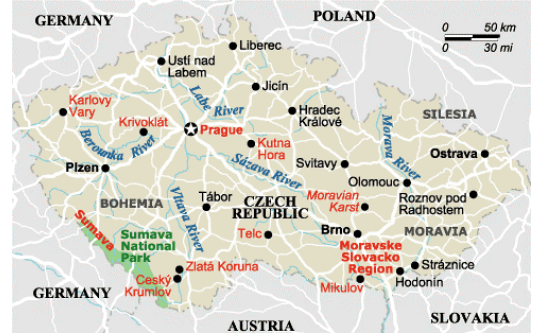 GERMANY
POLAND
50 km
30 mi
Liberec
Ustí nad
Labem
Jicín
Labe River
Karlovy
Vary
Krivoklát
Prague
Hradec
Králové
SILESIA
Berounka River
Kutna
Hora
Morava River
Ostrava
Plzen
Sázava River
Svitavy
Olomouc
Roznov pod
Radhostem
BOHEMIA
Tábor
CZECH
REPUBLIC
Moravian
Karst
Vltava River
Sumava
Sumava
National
Park
Telc
Brno
MORAVIA
Moravske
Slovacko
Region
Zlatá Koruna
Ceský
Krumlov
Stráznice
Hodonín
Mikulov
GERMANY
AUSTRIA
SLOVAKIA